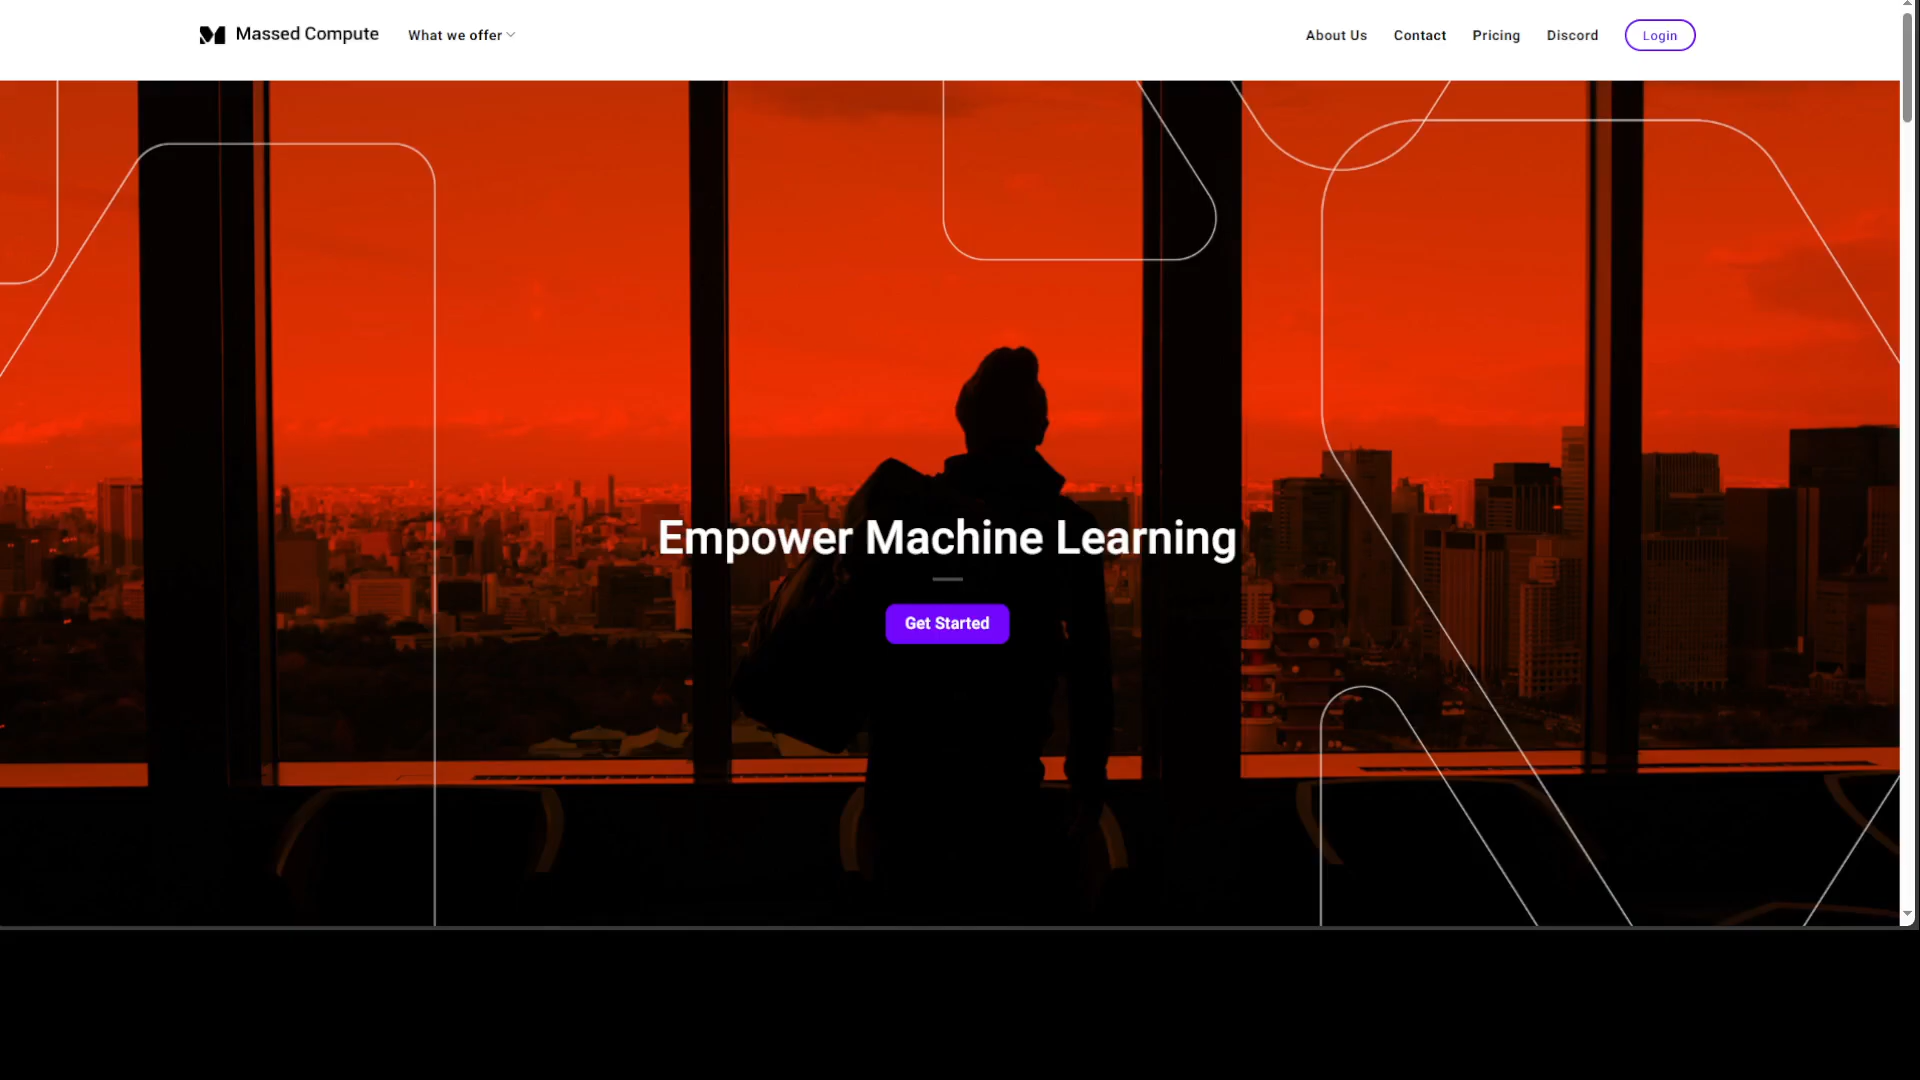 Massed Compute
What we offer
About Us
Contact
Pricing
Discord
Login
Empower Machine Learning
Get Started